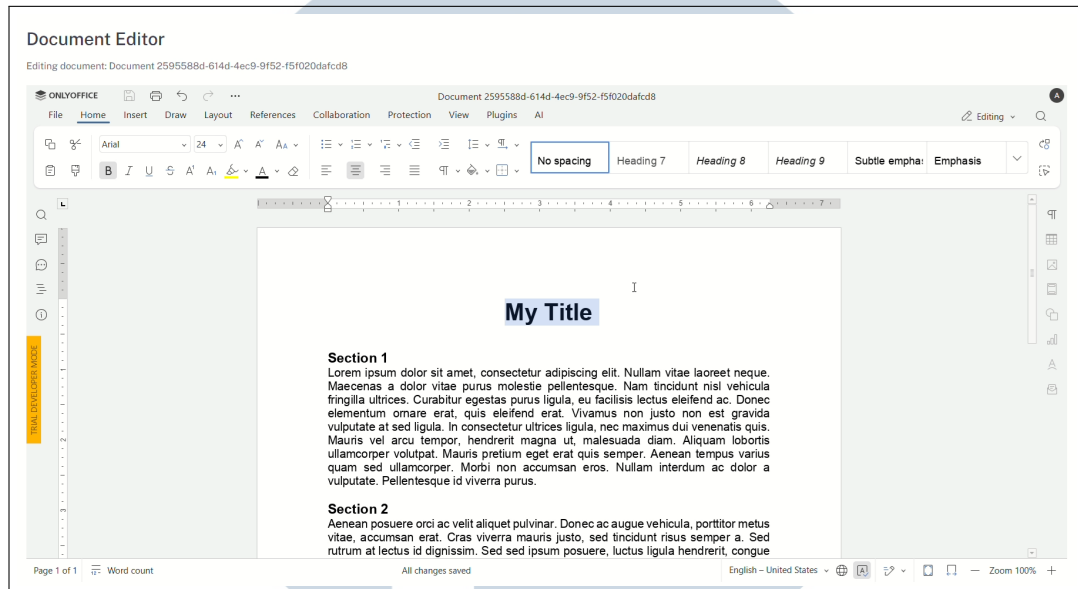 Document Editor
Editing document: Document 2595588d-614d-4ec9-9f52-f5f020dafcd8
ONLYOFFICE
Document 2595588d-614d-4ec9-9f52-f5f020dafcd8
A
File Home Insert Draw Layout References Collaboration Protection View Plugins AI
Editing
Arial 24
No spacing Heading 7 Heading 8 Heading 9 Subtle empha: Emphasis
B I U
1 2 3 4 5 6 7
My Title
Section 1
Lorem ipsum dolor sit amet, consectetur adipiscing elit. Nullam vitae laoreet neque.
Maecenas a dolor vitae purus molestie pellentesque. Nam tincidunt nisl vehicula
fringilla ultrices. Curabitur egestas purus ligula, eu facilisis lectus eleifend ac. Donec
elementum ornare erat, quis eleifend erat. Vivamus non justo non est gravida
vulputate at sed ligula. In consectetur ultrices ligula, nec maximus dui venenatis quis.
Mauris vel arcu tempor, hendrerit magna ut, malesuada diam. Aliquam lobortis
ullamcorper volutpat. Mauris pretium eget erat quis semper. Aenean tempus varius
quam sed ullamcorper. Morbi non accumsan eros. Nullam interdum ac dolor a
vulputate. Pellentesque id viverra purus.
Section 2
Aenean posuere orci ac velit aliquet pulvinar. Donec ac augue vehicula, porttitor metus
vitae, accumsan erat. Cras viverra mauris justo, sed tincidunt risus semper a. Sed
rutrum at lectus id dignissim. Sed sed ipsum posuere, luctus ligula hendrerit, congue
TRIAL DEVELOPER MODE
Page 1 of 1 Word count All changes saved English – United States Zoom 100%